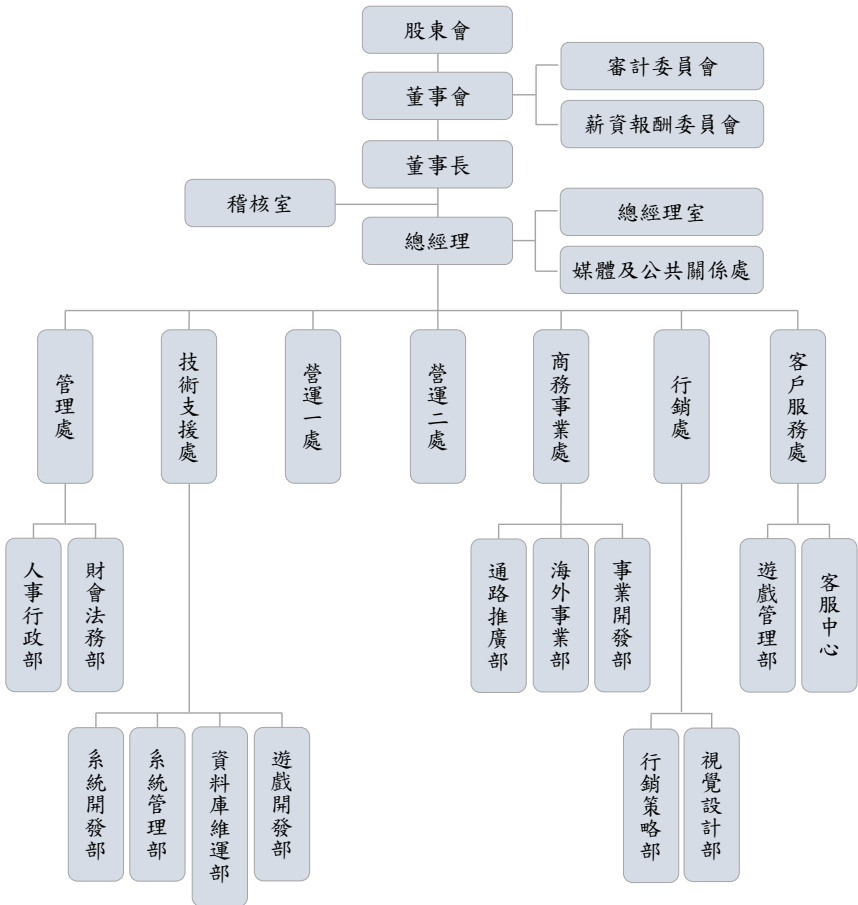 股東會
董事會
審計委員會
薪資報酬委員會
董事長
稽核室
總經理
總經理室
媒體及公共關係處
管理處
技術支援處
營運一處
營運二處
商務事業處
行銷處
客戶服務處
人事行政部
財會法務部
通路推廣部
海外事業部
事業開發部
遊戲管理部
客服中心
系統開發部
系統管理部
資料庫維運部
遊戲開發部
行銷策略部
視覺設計部